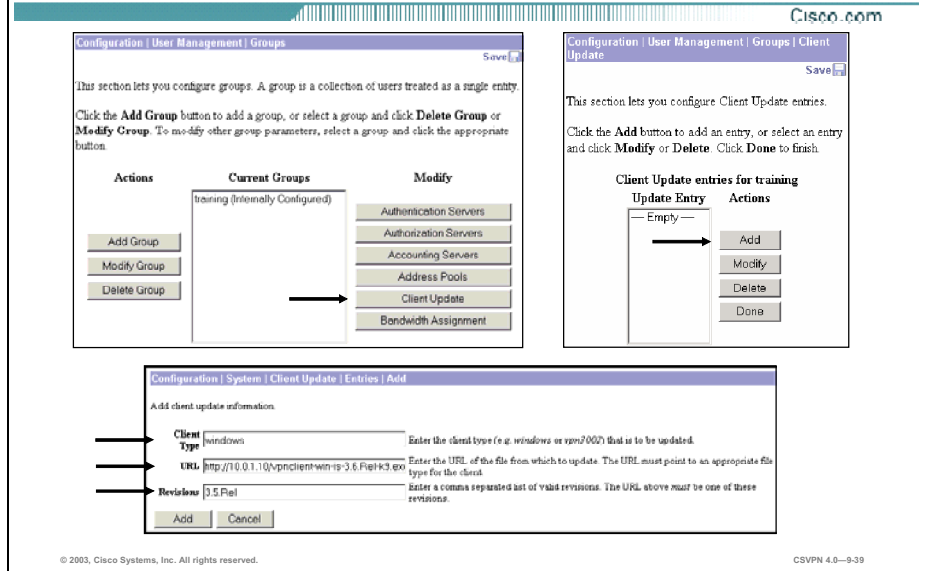 Cisco.com
Configuration | User Management | Groups
Save
This section lets you configure groups. A group is a collection of users treated as a single entity.
Click the Add Group button to add a group, or select a group and click Delete Group or
Modify Group. To modify other group parameters, select a group and click the appropriate
button.
Actions
Current Groups
Modify
training (Internally Configured)
Add Group
Modify Group
Delete Group
Authentication Servers
Authorization Servers
Accounting Servers
Address Pools
Client Update
Bandwidth Assignment
Configuration | User Management | Groups | Client
Update
Save
This section lets you configure Client Update entries.
Click the Add button to add an entry, or select an entry
and click Modify or Delete. Click Done to finish.
Client Update entries for training
Update Entry
Actions
— Empty —
Add
Modify
Delete
Done
Configuration | System | Client Update | Entries | Add
Add client update information.
Client
Type
windows
Enter the client type (e.g. windows or vpn3002) that is to be updated.
URL
http://10.0.1.10/vpnclient-win-is-3.6.Rel-k9.exe
Enter the URL of the file from which to update. The URL must point to an appropriate file
type for the client.
Revisions
3.5.Rel
Enter a comma separated list of valid revisions. The URL above must be one of these
revisions.
Add
Cancel
© 2003, Cisco Systems, Inc. All rights reserved.
CSVPN 4.0—9-39